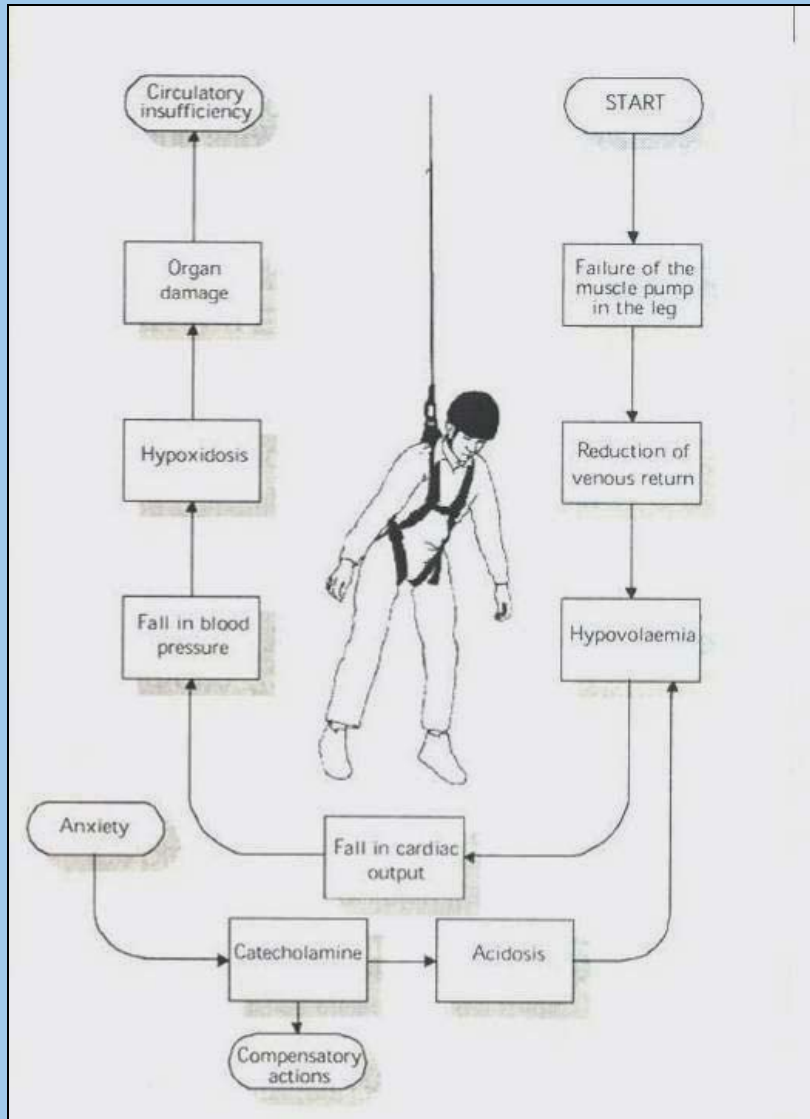 Circulatory
insufficiency
START
Organ
damage
Failure of the
muscle pump
in the leg
Hypoxidosis
Reduction of
venous return
Fall in blood
pressure
Hypovolaemia
Anxiety
Fall in cardiac
output
Catecholamine
Acidosis
Compensatory
actions